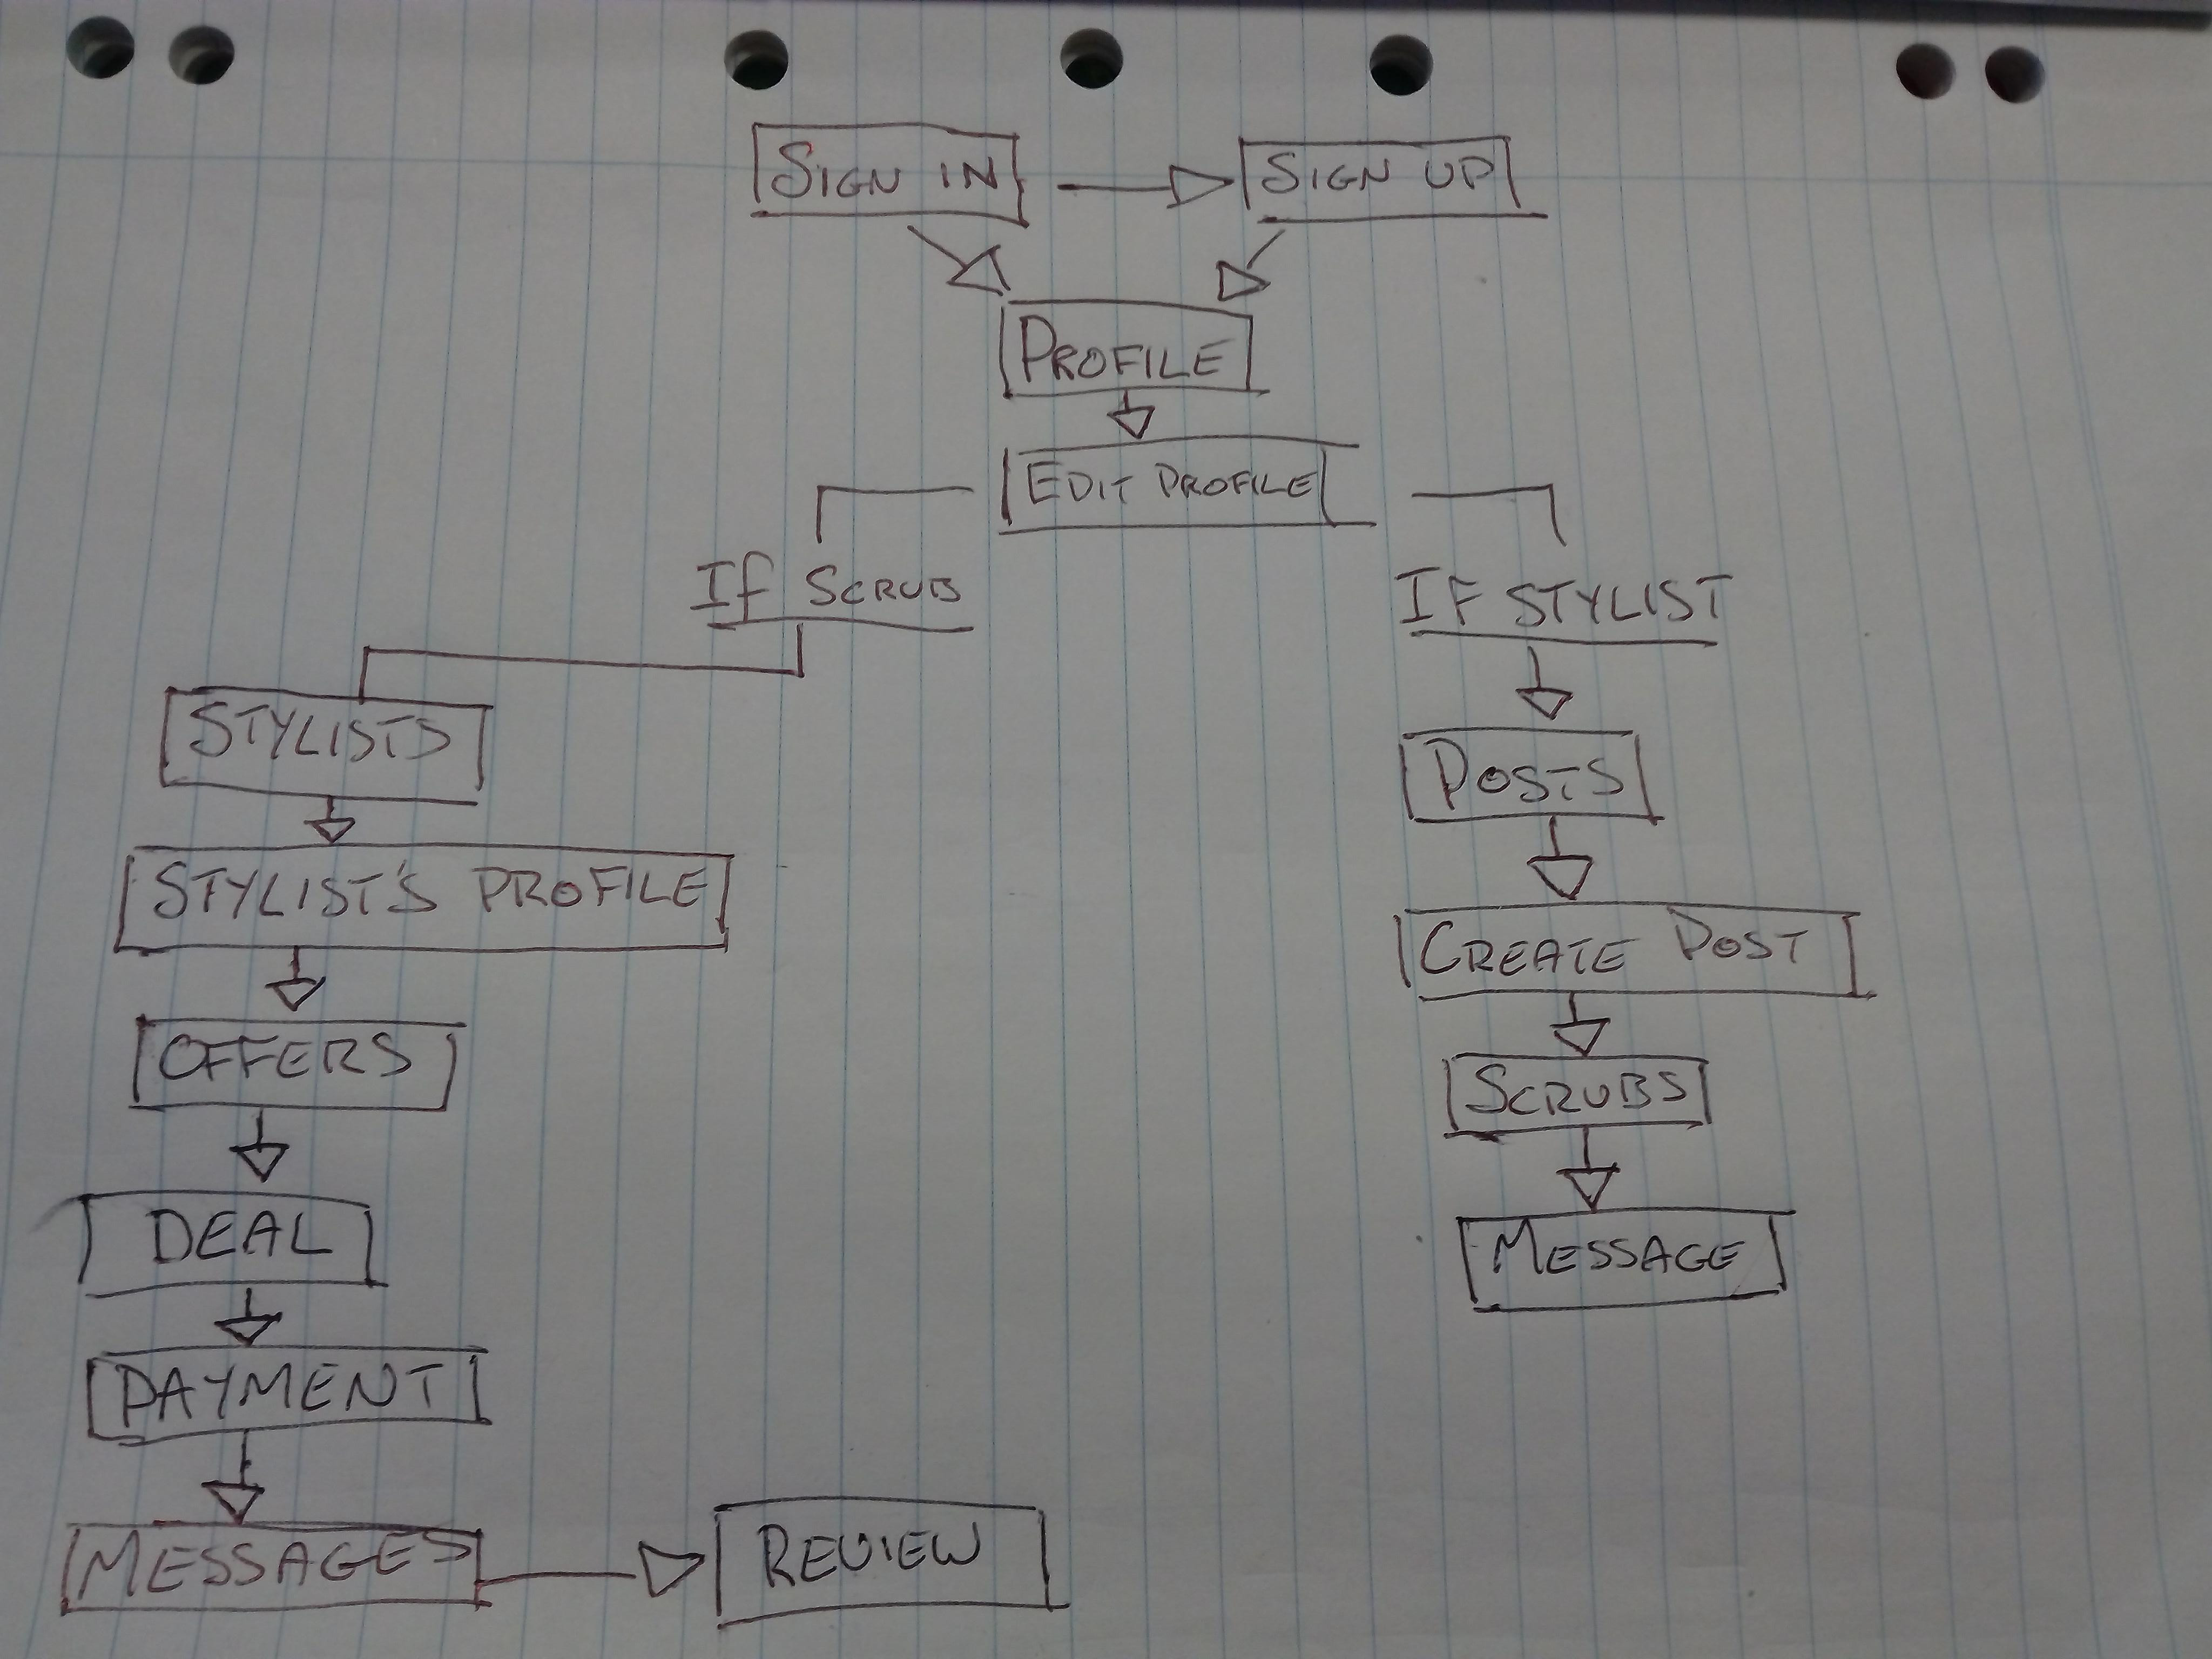 SIGN IN
SIGN UP
PROFILE
EDIT PROFILE
If SCRUB
IF STYLIST
STYLISTS
STYLIST'S PROFILE
OFFERS
DEAL
PAYMENT
MESSAGES
REVIEW
POSTS
CREATE POST
SCRUBS
MESSAGE